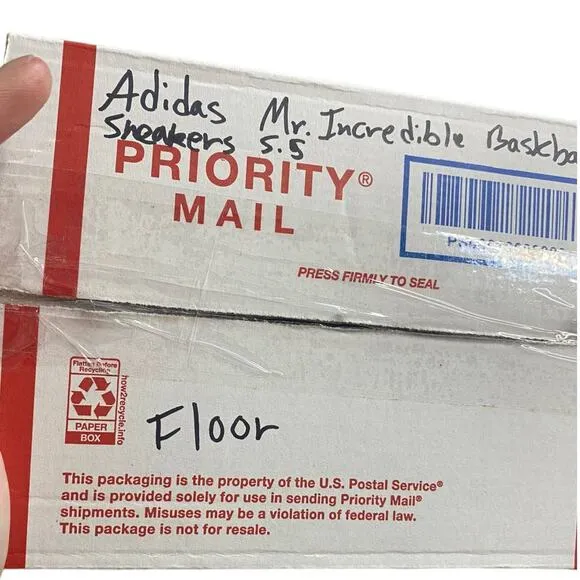 Adidas Mr. Incredible Baskba
Sneakers 5.5
PRIORITY®
MAIL
PRESS FIRMLY TO SEAL
Flatten Before
Recycling
how2recycle.info
PAPER
BOX
Floor
This packaging is the property of the U.S. Postal Service®
and is provided solely for use in sending Priority Mail®
shipments. Misuses may be a violation of federal law.
This package is not for resale.